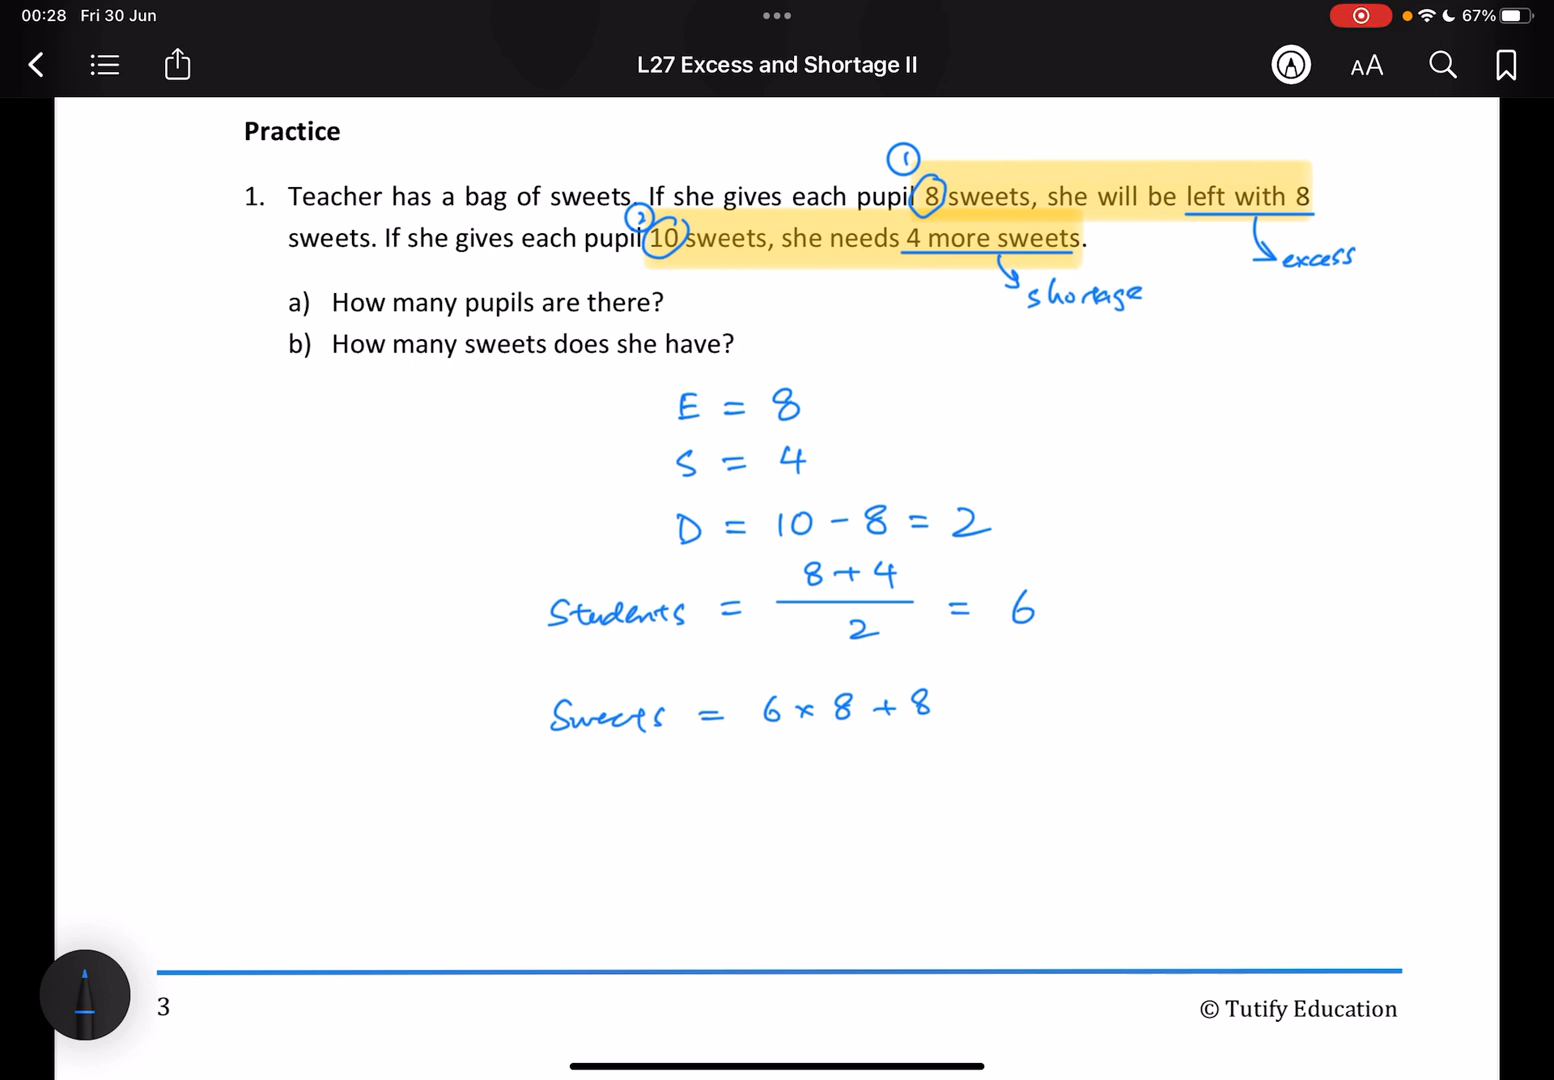 00:28 Fri 30 Jun
67%
L27 Excess and Shortage II
AA
Practice
①
1. Teacher has a bag of sweets. If she gives each pupil 8 sweets, she will be left with 8
②
sweets. If she gives each pupil 10 sweets, she needs 4 more sweets.
excess
shortage
a) How many pupils are there?
b) How many sweets does she have?
E = 8
S = 4
D = 10 - 8 = 2
Students = 8 + 4 / 2 = 6
Sweets = 6 × 8 + 8
3
© Tutify Education